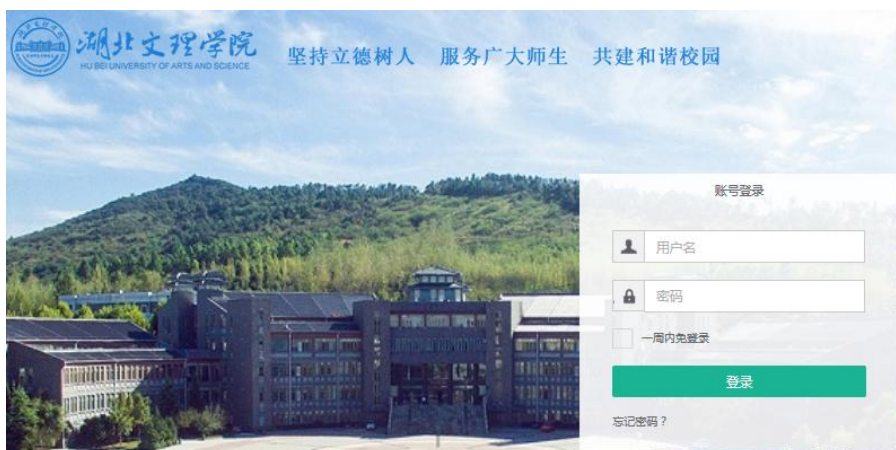 湖北文理学院
HU BEI UNIVERSITY OF ARTS AND SCIENCE
坚持立德树人 服务广大师生 共建和谐校园
账号登录
用户名
密码
一周内免登录
登录
忘记密码？